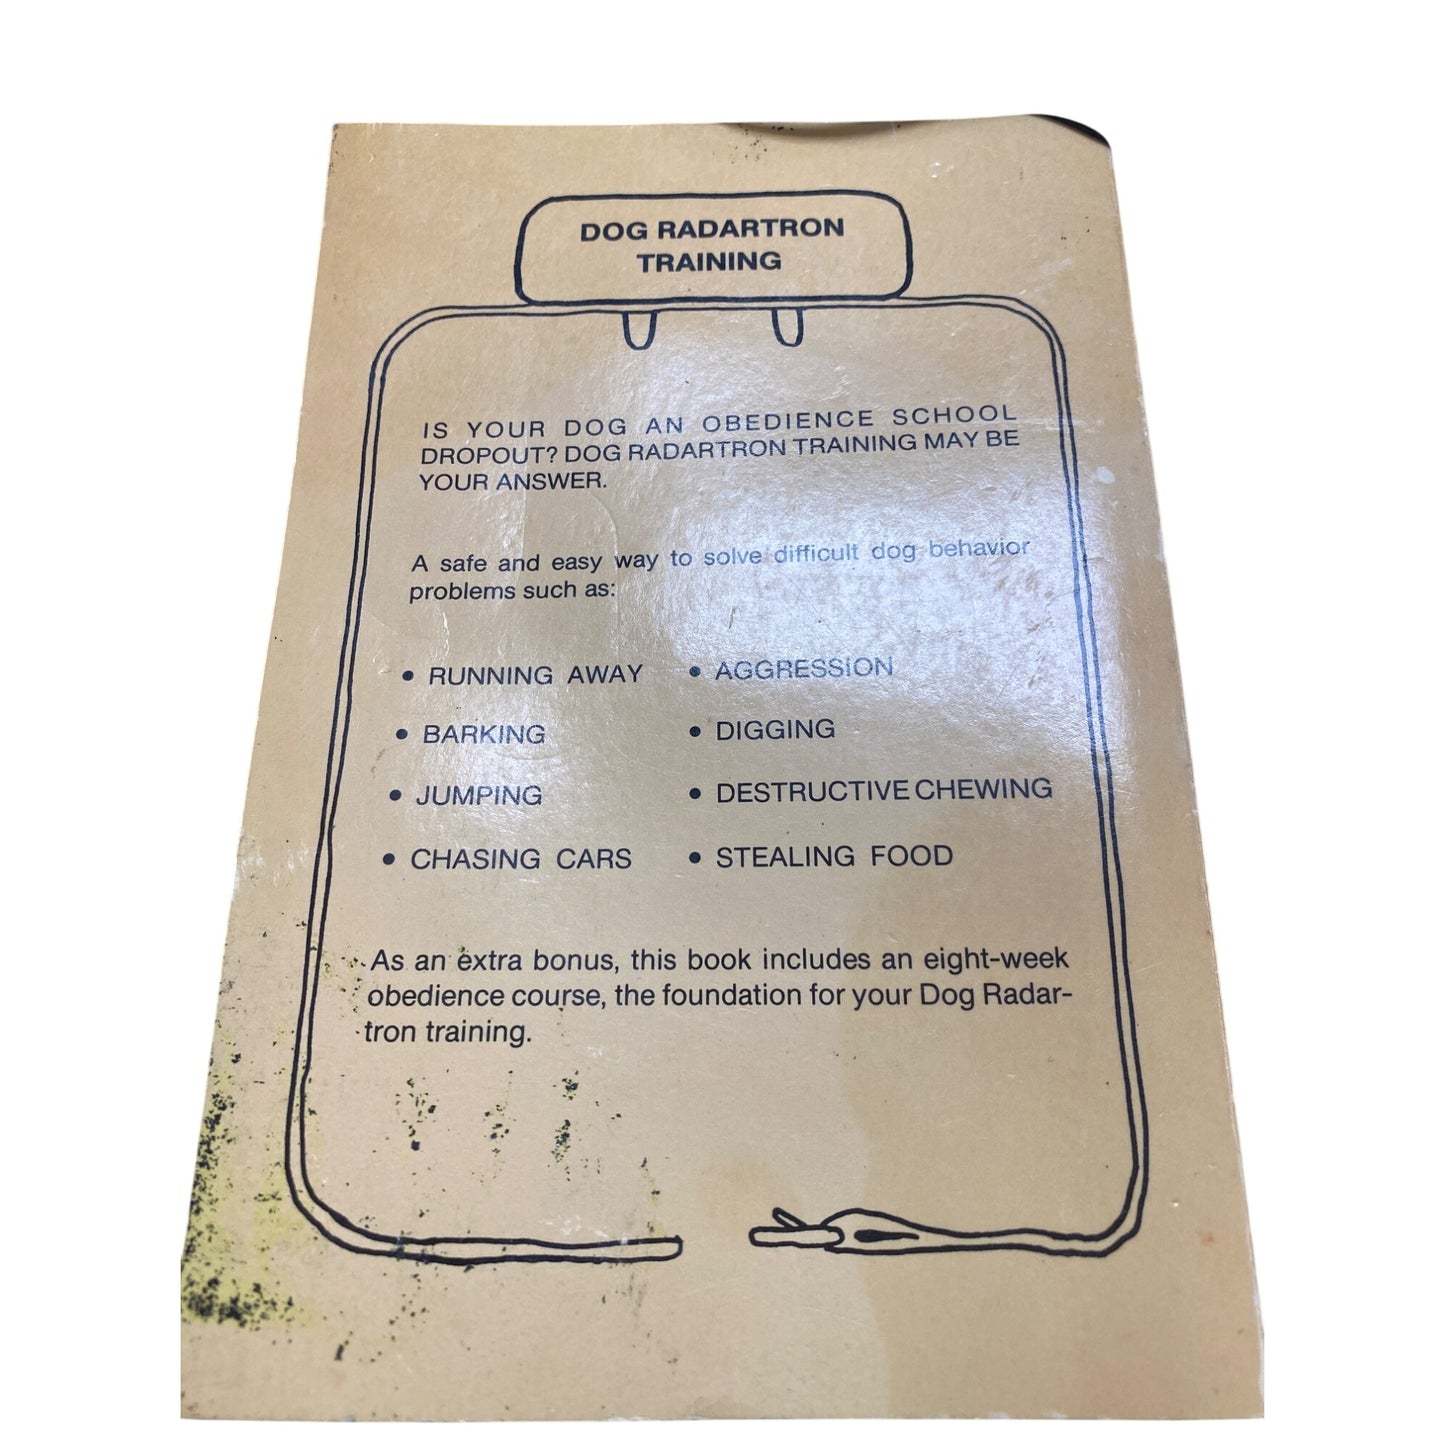 DOG RADARTRON
TRAINING
IS YOUR DOG AN OBEDIENCE SCHOOL
DROPOUT? DOG RADARTRON TRAINING MAY BE
YOUR ANSWER.
A safe and easy way to solve difficult dog behavior
problems such as:
• RUNNING AWAY • AGGRESSION
• BARKING • DIGGING
• JUMPING • DESTRUCTIVE CHEWING
• CHASING CARS • STEALING FOOD
As an extra bonus, this book includes an eight-week
obedience course, the foundation for your Dog Radar-
tron training.